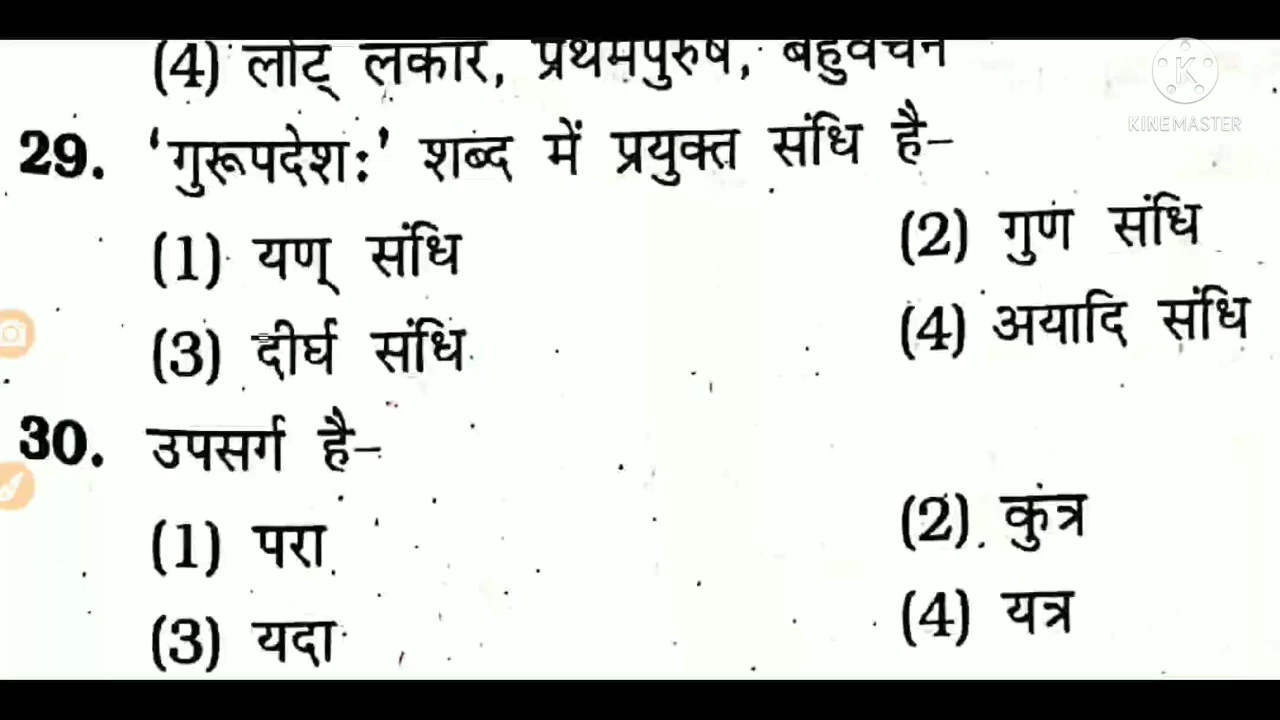 (4) लोट् लकार, प्रथमपुरुष, बहुवचन
KINEMASTER
29. 'गुरूपदेशः' शब्द में प्रयुक्त संधि है–
(1) यण् संधि (2) गुण संधि
(3) दीर्घ संधि (4) अयादि संधि
30. उपसर्ग है–
(1) परा (2) कुत्र
(3) यदा (4) यत्र